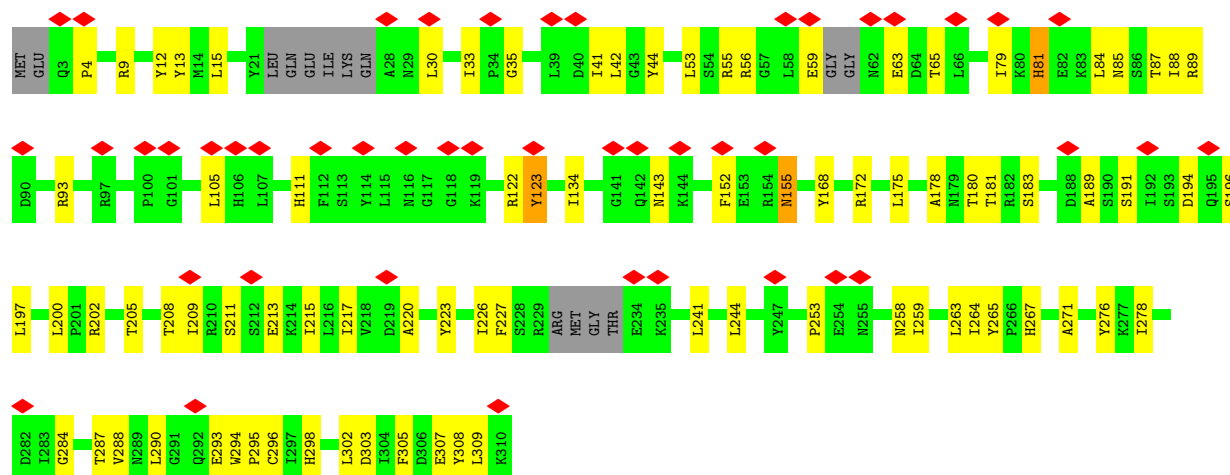 MET GLU Q3 P4 R9 Y12 Y13 M14 L15 Y21 LEU GLN GLU ILE LYS GLN A28 N29 L30 I33 P34 G35 L39 D40 I41 L42 G43 Y44 L53 S54 R55 R56 G57 L58 E59 GLY GLY N62 E63 D64 T65 L66 I79 K80 H81 E82 K83 L84 N85 S86 T87 I88 R89
D90 R93 R97 P100 G101 L105 H106 L107 H111 F112 S113 Y114 L115 N116 G117 G118 K119 R122 Y123 I134 G141 Q142 N143 K144 F152 E153 R154 N155 Y168 R172 L175 A178 N179 T180 T181 R182 S183 D188 A189 S190 S191 I192 S193 D194 Q195 S196
L197 L200 P201 R202 T205 T208 I209 R210 S211 S212 E213 K214 I215 L216 I217 V218 D219 A220 Y223 I226 F227 S228 R229 ARG MET GLY THR E234 K235 L241 L244 Y247 P253 E254 N255 N258 I259 L263 I264 Y265 P266 H267 A271 Y276 K277 I278
D282 I283 G284 T287 V288 N289 L290 G291 Q292 E293 W294 P295 C296 I297 H298 L302 D303 I304 F305 D306 E307 Y308 L309 K310